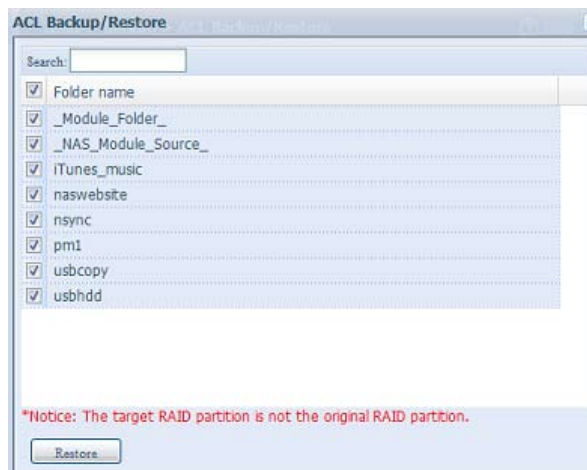 ACL Backup/Restore
Search:
Folder name
_Module_Folder_
_NAS_Module_Source_
iTunes_music
naswebsite
nsync
pm1
usbcopy
usbhdd
*Notice: The target RAID partition is not the original RAID partition.
Restore